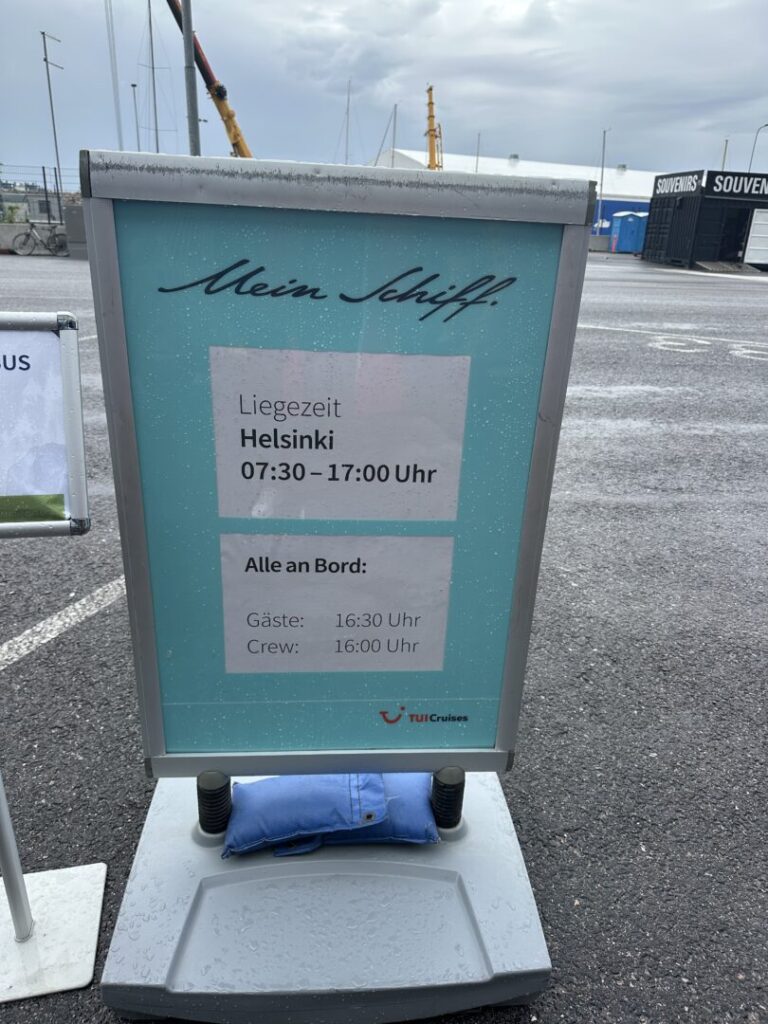 SOUVENIRS
SOUVEN
US
Mein Schiff.
Liegezeit
Helsinki
07:30 – 17:00 Uhr
Alle an Bord:
Gäste: 16:30 Uhr
Crew: 16:00 Uhr
TUI Cruises